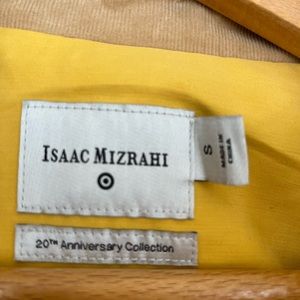 ISAAC MIZRAHI
20TH Anniversary Collection
S
MADE IN
CHINA